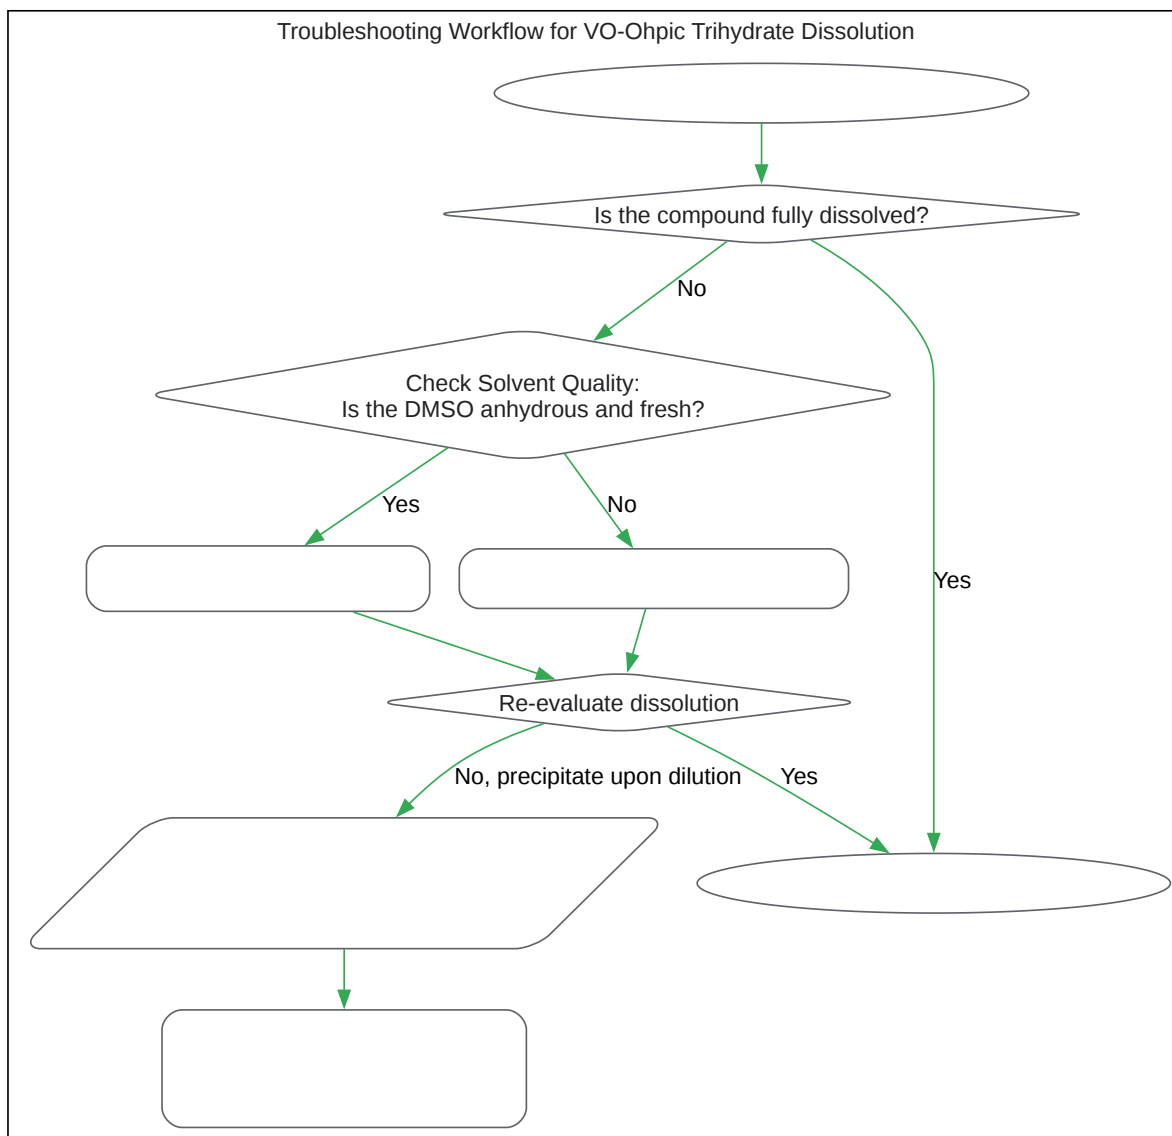 Troubleshooting Workflow for VO-Ohpic Trihydrate Dissolution
Is the compound fully dissolved?
No
Check Solvent Quality:
Is the DMSO anhydrous and fresh?
Yes
No
Yes
Re-evaluate dissolution
No, precipitate upon dilution
Yes